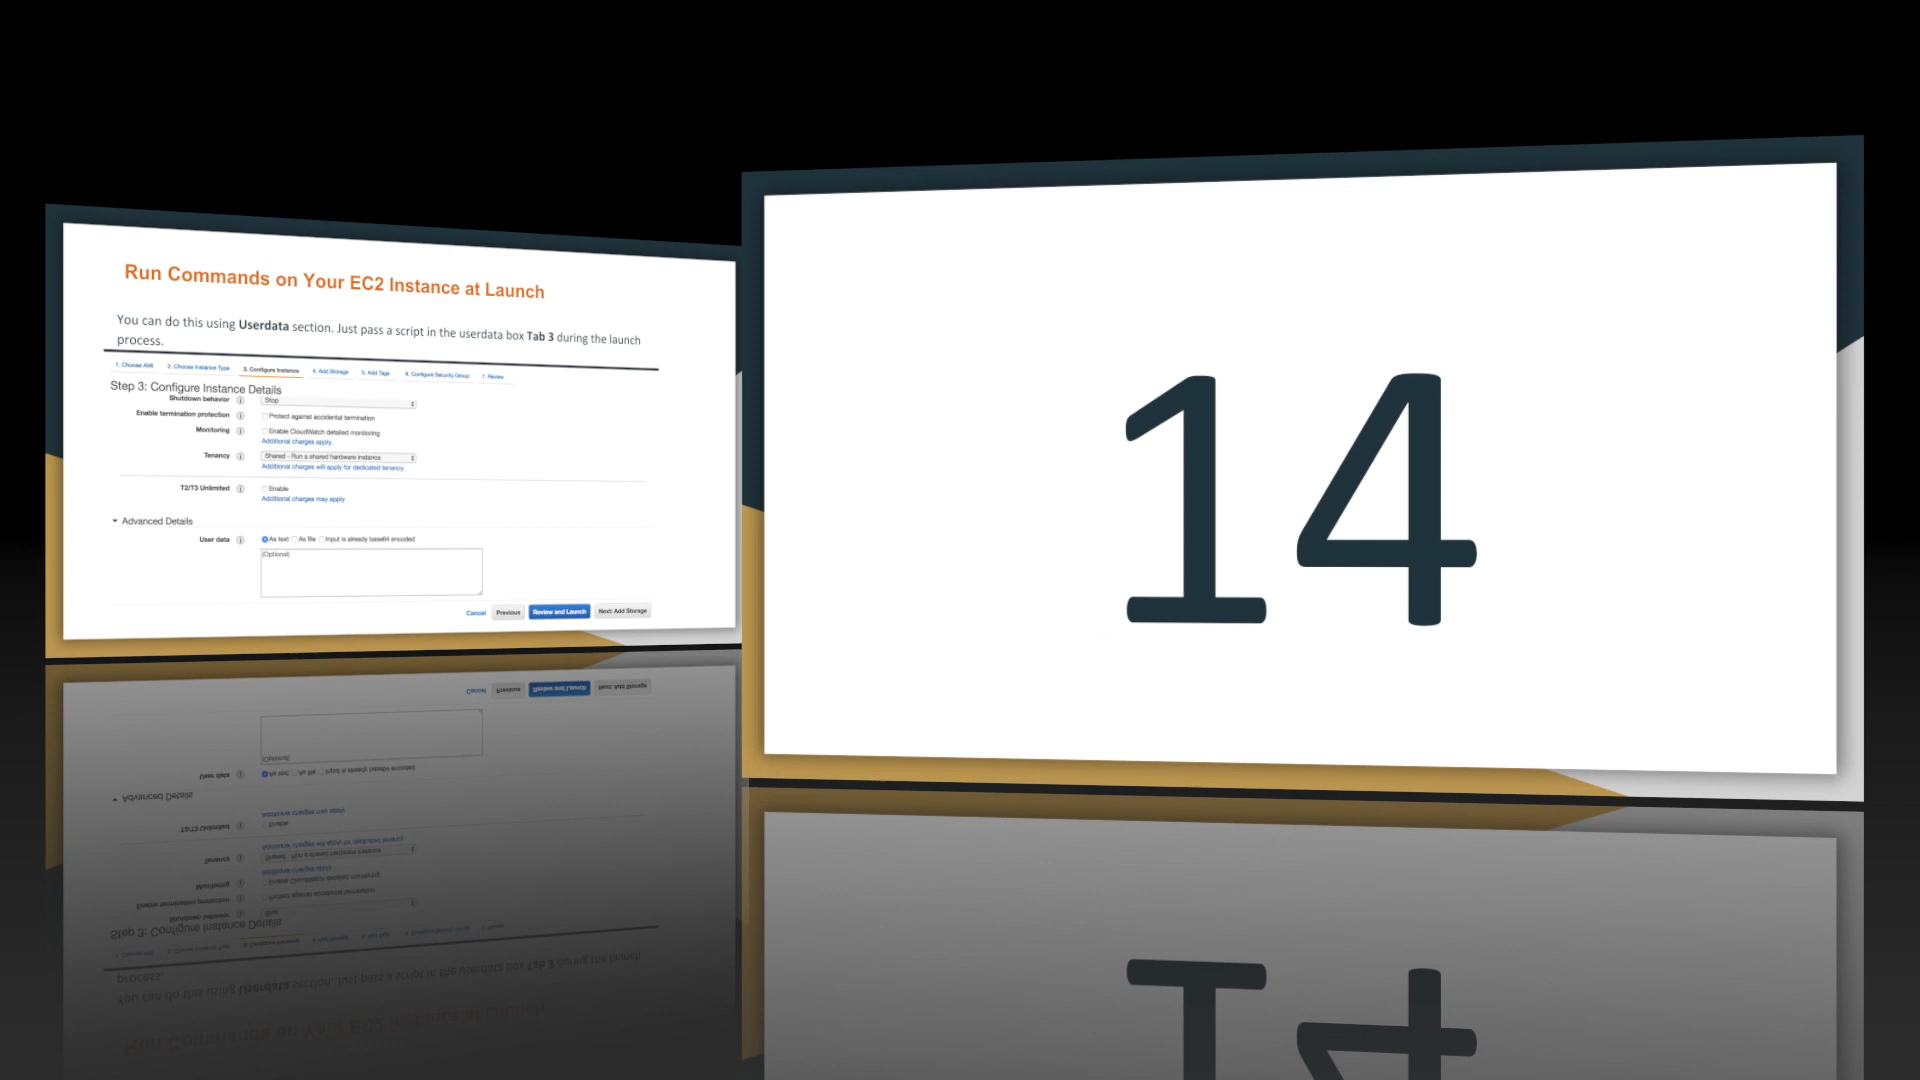 Run Commands on Your EC2 Instance at Launch
You can do this using Userdata section. Just pass a script in the userdata box Tab 3 during the launch
process.
1. Choose AMI 2. Choose Instance Type 3. Configure Instance 4. Add Storage 5. Add Tags 6. Configure Security Group 7. Review
Step 3: Configure Instance Details
Shutdown behavior Stop
Enable termination protection Protect against accidental termination
Monitoring Enable CloudWatch detailed monitoring
Additional charges apply.
Tenancy Shared - Run a shared hardware instance
Additional charges will apply for dedicated tenancy.
T2/T3 Unlimited Enable
Additional charges may apply
Advanced Details
User data As text As file Input is already base64 encoded
(Optional)
Cancel Previous Review and Launch Next: Add Storage
14